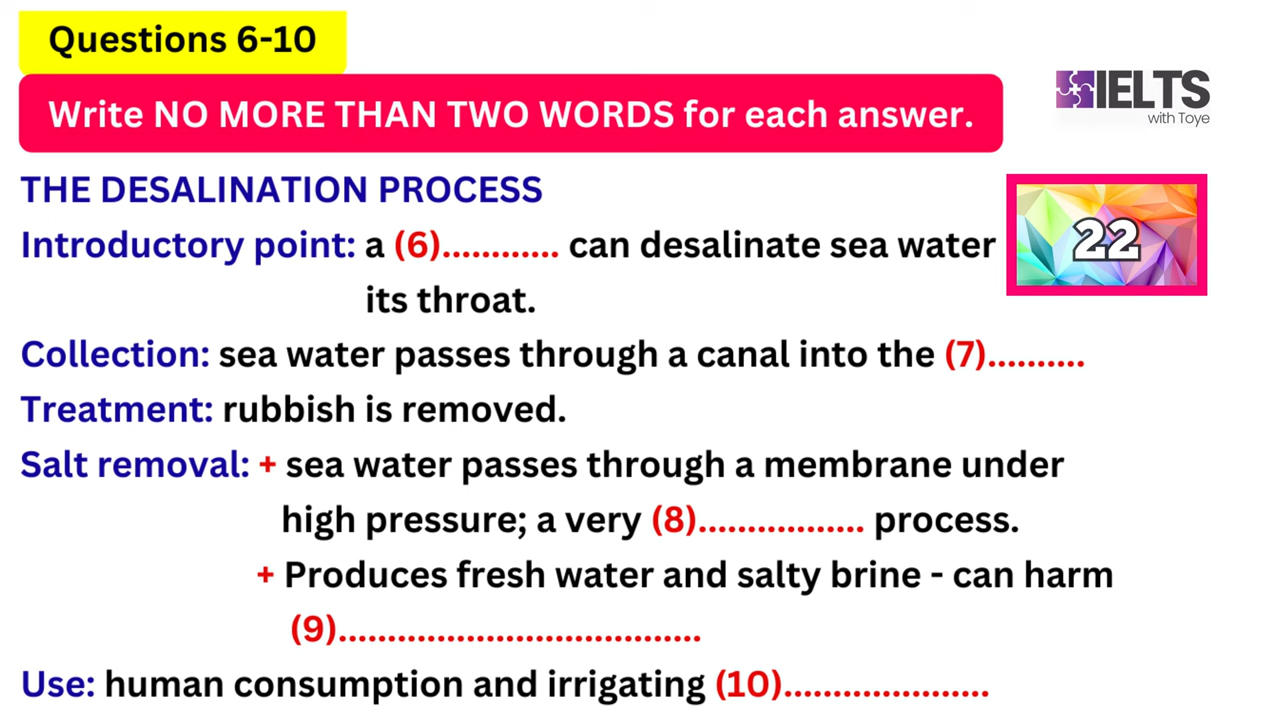 Questions 6-10
Write NO MORE THAN TWO WORDS for each answer.
IELTS
with Toye
THE DESALINATION PROCESS
Introductory point: a (6)............ can desalinate sea water
its throat.
22
Collection: sea water passes through a canal into the (7)..........
Treatment: rubbish is removed.
Salt removal: + sea water passes through a membrane under
high pressure; a very (8)................. process.
+ Produces fresh water and salty brine - can harm
(9).....................................
Use: human consumption and irrigating (10).....................